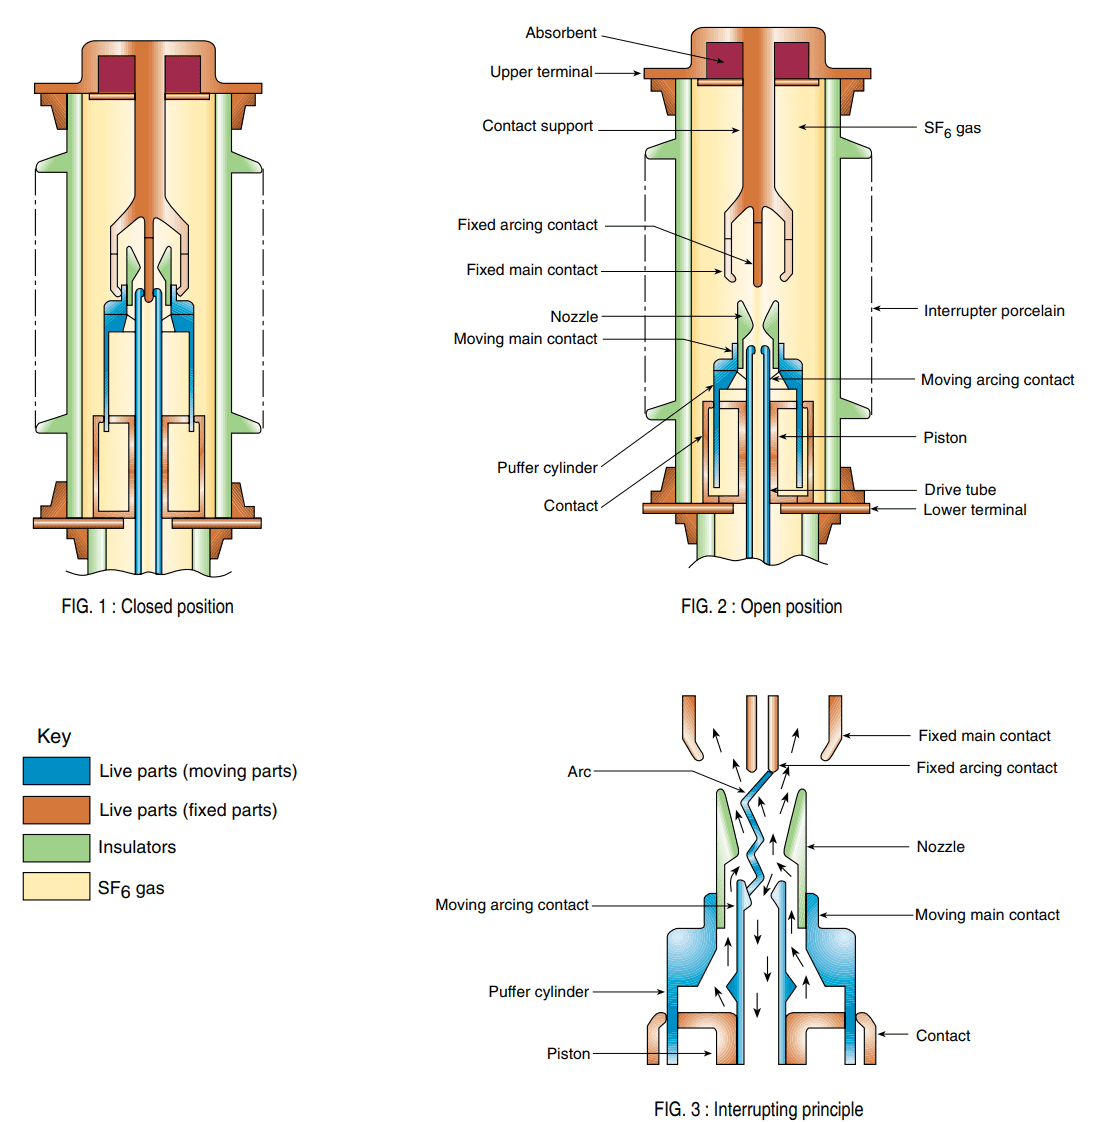 Absorbent
Upper terminal
Contact support
SF6 gas
Fixed arcing contact
Fixed main contact
Nozzle
Interrupter porcelain
Moving main contact
Moving arcing contact
Piston
Puffer cylinder
Drive tube
Contact
Lower terminal
FIG. 1 : Closed position
FIG. 2 : Open position
Key
Live parts (moving parts)
Live parts (fixed parts)
Insulators
SF6 gas
Fixed main contact
Arc
Fixed arcing contact
Nozzle
Moving arcing contact
Moving main contact
Puffer cylinder
Contact
Piston
FIG. 3 : Interrupting principle